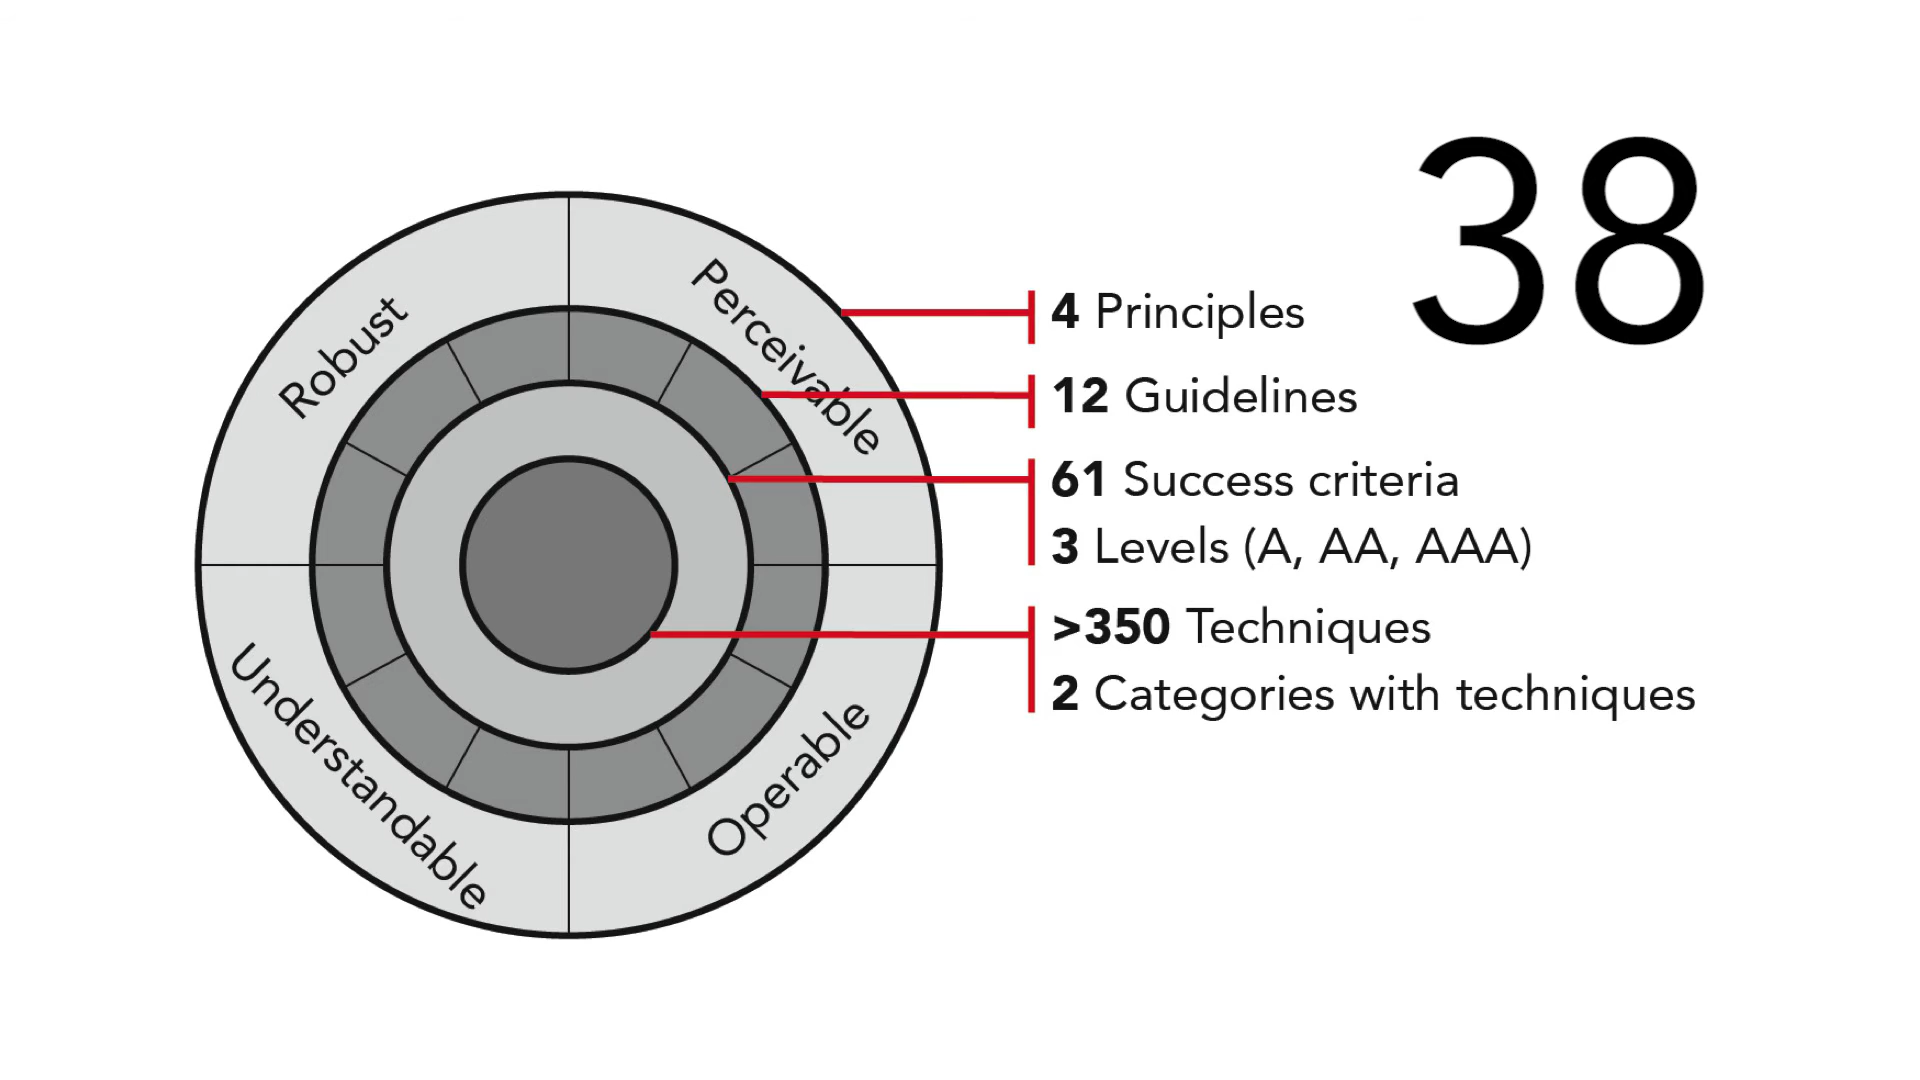 38
Robust
Perceivable
Understandable
Operable
4 Principles
12 Guidelines
61 Success criteria
3 Levels (A, AA, AAA)
>350 Techniques
2 Categories with techniques